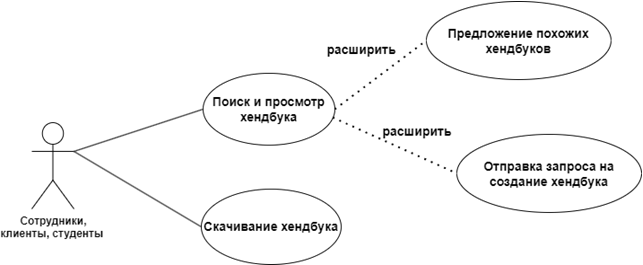 Предложение похожих
хендбуков
расширить
Поиск и просмотр
хендбука
расширить
Отправка запроса на
создание хендбука
Сотрудники,
клиенты, студенты
Скачивание хендбука